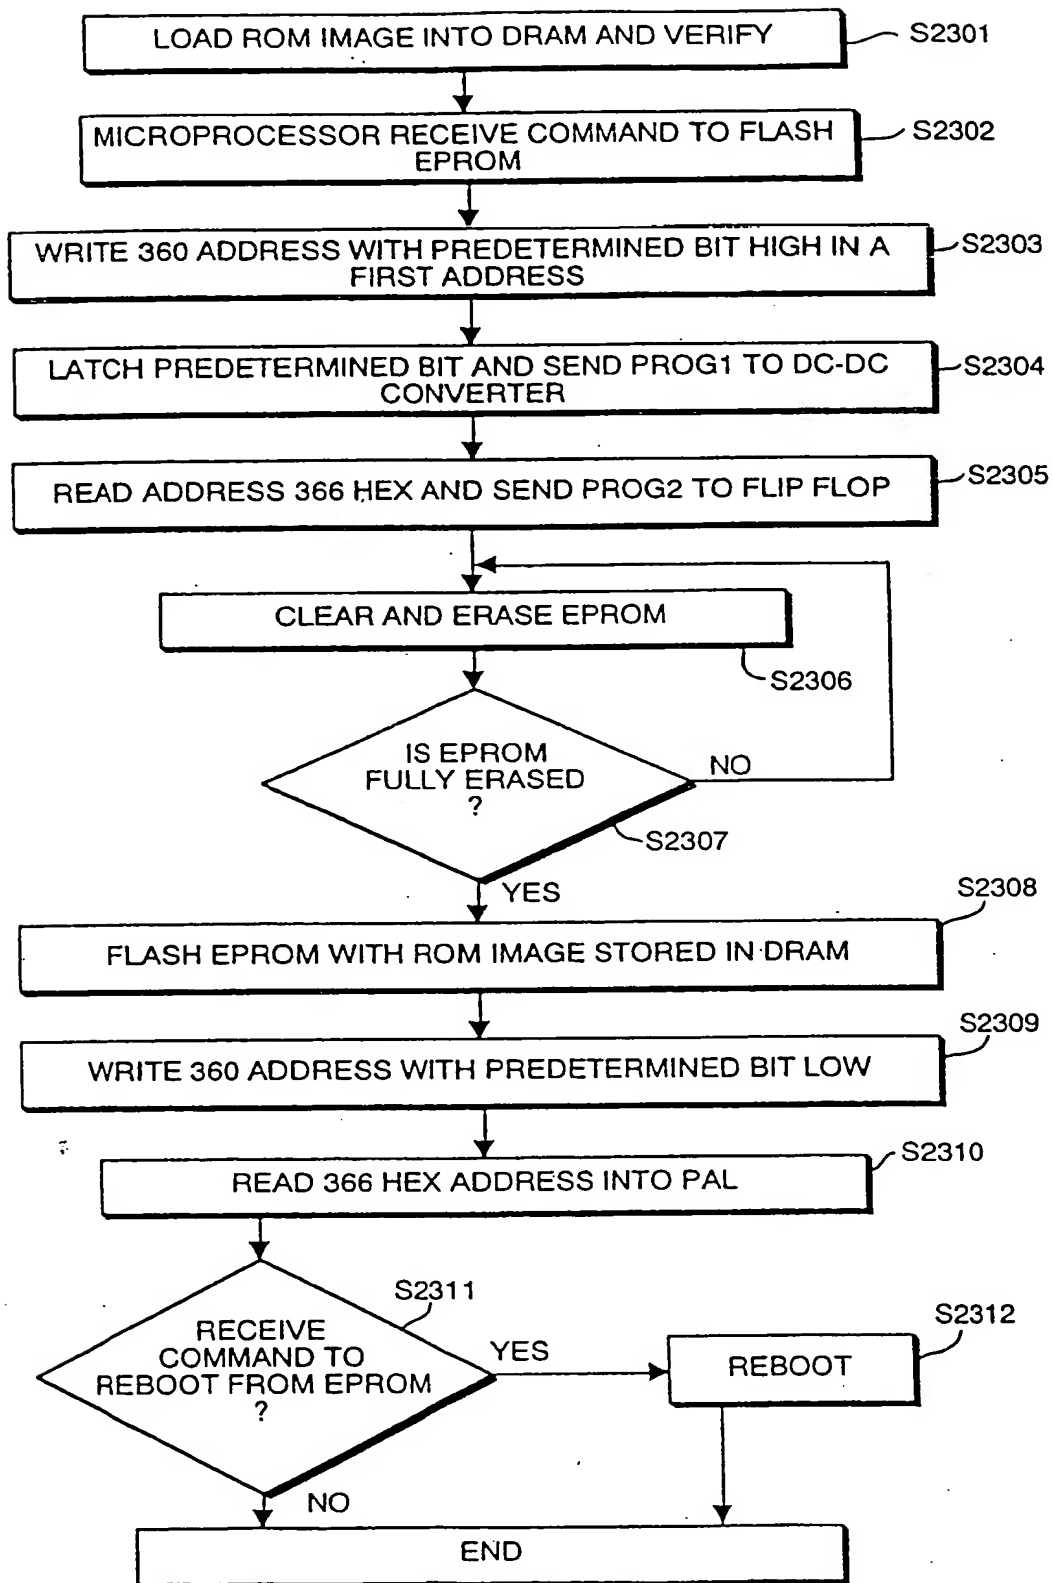 LOAD ROM IMAGE INTO DRAM AND VERIFY
S2301
MICROPROCESSOR RECEIVE COMMAND TO FLASH
EPROM
S2302
WRITE 360 ADDRESS WITH PREDETERMINED BIT HIGH IN A
FIRST ADDRESS
S2303
LATCH PREDETERMINED BIT AND SEND PROG1 TO DC-DC
CONVERTER
S2304
READ ADDRESS 366 HEX AND SEND PROG2 TO FLIP FLOP
S2305
CLEAR AND ERASE EPROM
S2306
IS EPROM
FULLY ERASED
?
NO
S2307
YES
S2308
FLASH EPROM WITH ROM IMAGE STORED IN DRAM
S2309
WRITE 360 ADDRESS WITH PREDETERMINED BIT LOW
S2310
READ 366 HEX ADDRESS INTO PAL
S2311
RECEIVE
COMMAND TO
REBOOT FROM EPROM
?
YES
S2312
REBOOT
NO
END